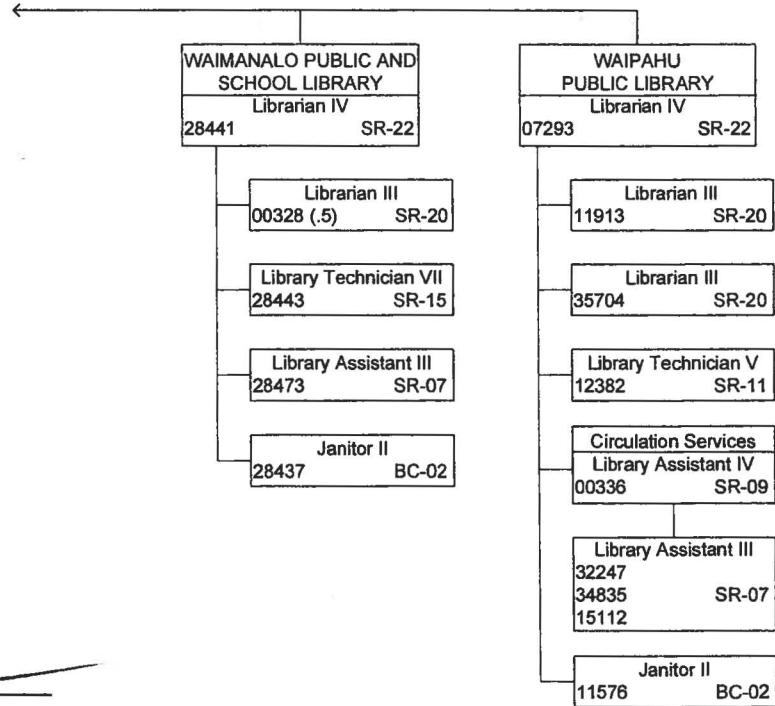 WAIMANALO PUBLIC AND
SCHOOL LIBRARY
Librarian IV
28441 SR-22
Librarian III
00328 (.5) SR-20
Library Technician VII
28443 SR-15
Library Assistant III
28473 SR-07
Janitor II
28437 BC-02
WAIPAHU
PUBLIC LIBRARY
Librarian IV
07293 SR-22
Librarian III
11913 SR-20
Librarian III
35704 SR-20
Library Technician V
12382 SR-11
Circulation Services
Library Assistant IV
00336 SR-09
Library Assistant III
32247
34835 SR-07
15112
Janitor II
11576 BC-02